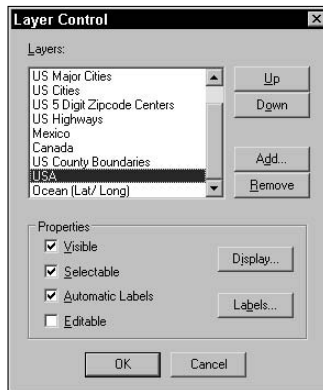 Layer Control
Layers:
US Major Cities
US Cities
US 5 Digit Zipcode Centers
US Highways
Mexico
Canada
US County Boundaries
USA
Ocean (Lat/ Long)
Up
Down
Add...
Remove
Properties
Visible
Selectable
Automatic Labels
Editable
Display...
Labels...
OK
Cancel